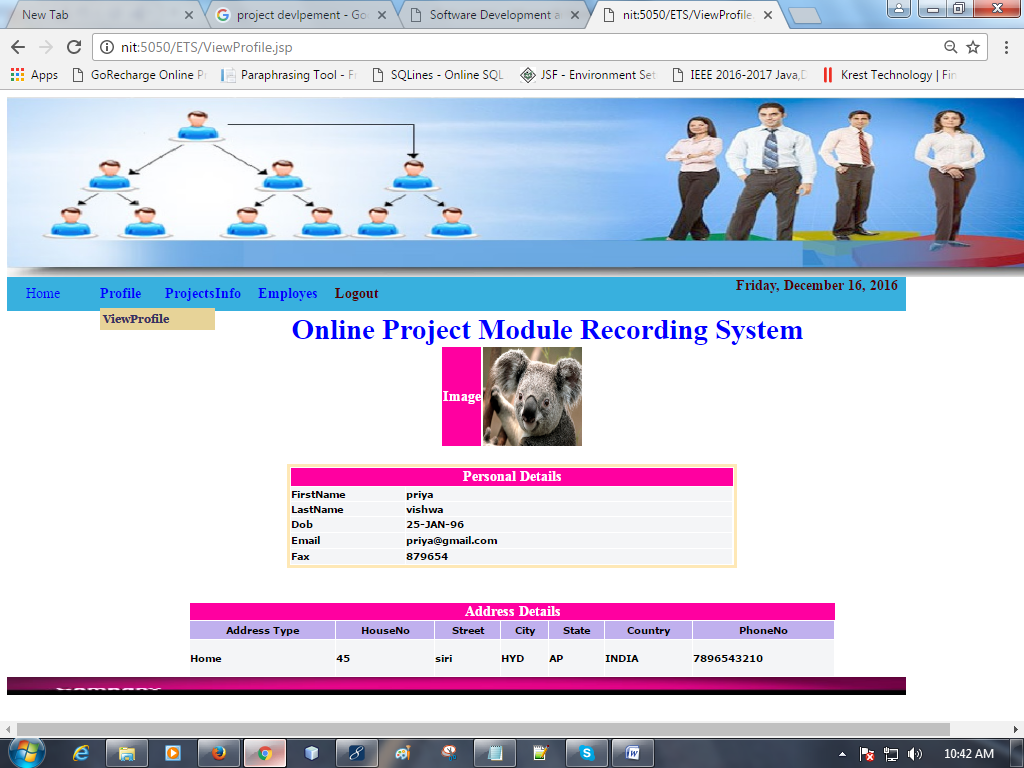 New Tab
project devlpement - Go
Software Development a
nit:5050/ETS/ViewProfile.
nit:5050/ETS/ViewProfile.jsp
Apps
GoRecharge Online P
Paraphrasing Tool - F
SQLines - Online SQL
JSF - Environment Set
IEEE 2016-2017 Java,D
Krest Technology | Fin
Home Profile ProjectsInfo Employes Logout
Friday, December 16, 2016
ViewProfile
Online Project Module Recording System
Image
Personal Details
FirstName priya
LastName vishwa
Dob 25-JAN-96
Email priya@gmail.com
Fax 879654
Address Details
Address Type HouseNo Street City State Country PhoneNo
Home 45 siri HYD AP INDIA 7896543210
10:42 AM